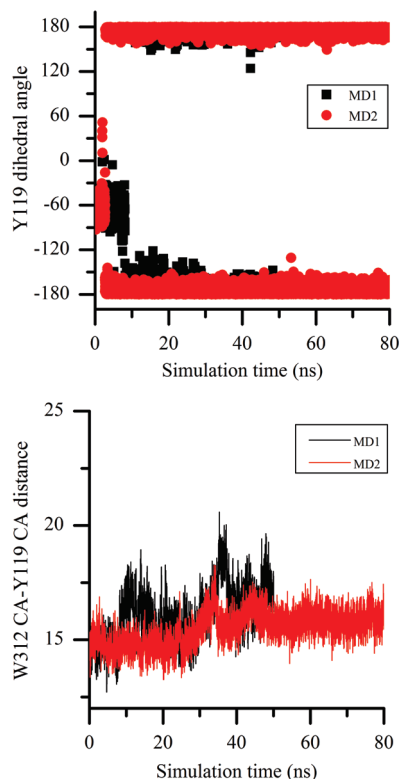 180
120
60
0
-60
-120
-180
Y119 dihedral angle
MD1
MD2
0
20
40
60
80
Simulation time (ns)
25
20
15
W312 CA-Y119 CA distance
MD1
MD2
0
20
40
60
80
Simulation time (ns)